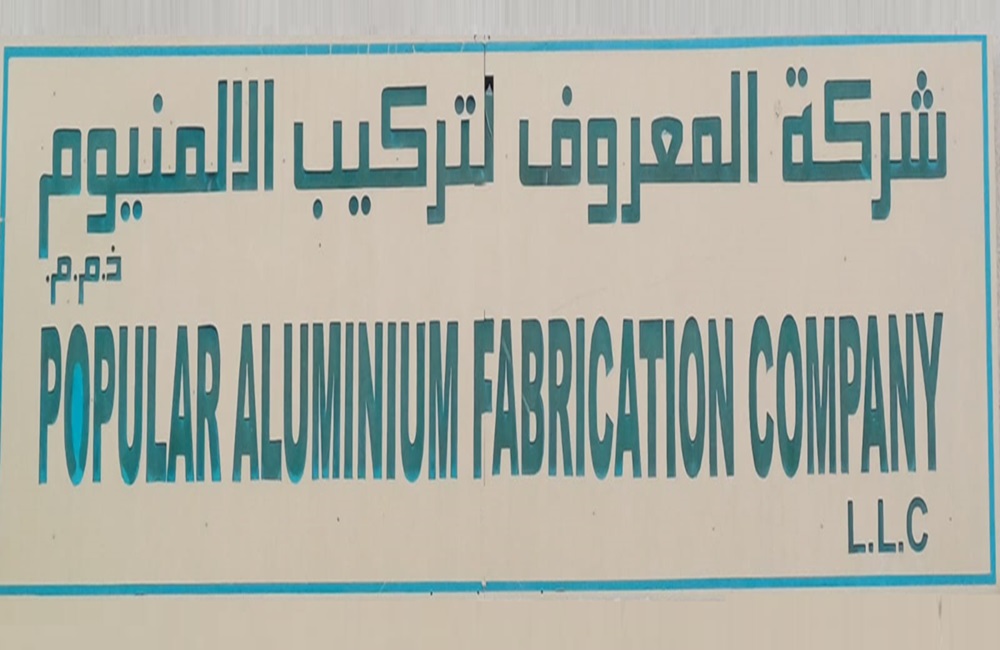 شركة المعروف لتركيب الالمنيوم
ذ.م.م.
POPULAR ALUMINIUM FABRICATION COMPANY
L.L.C